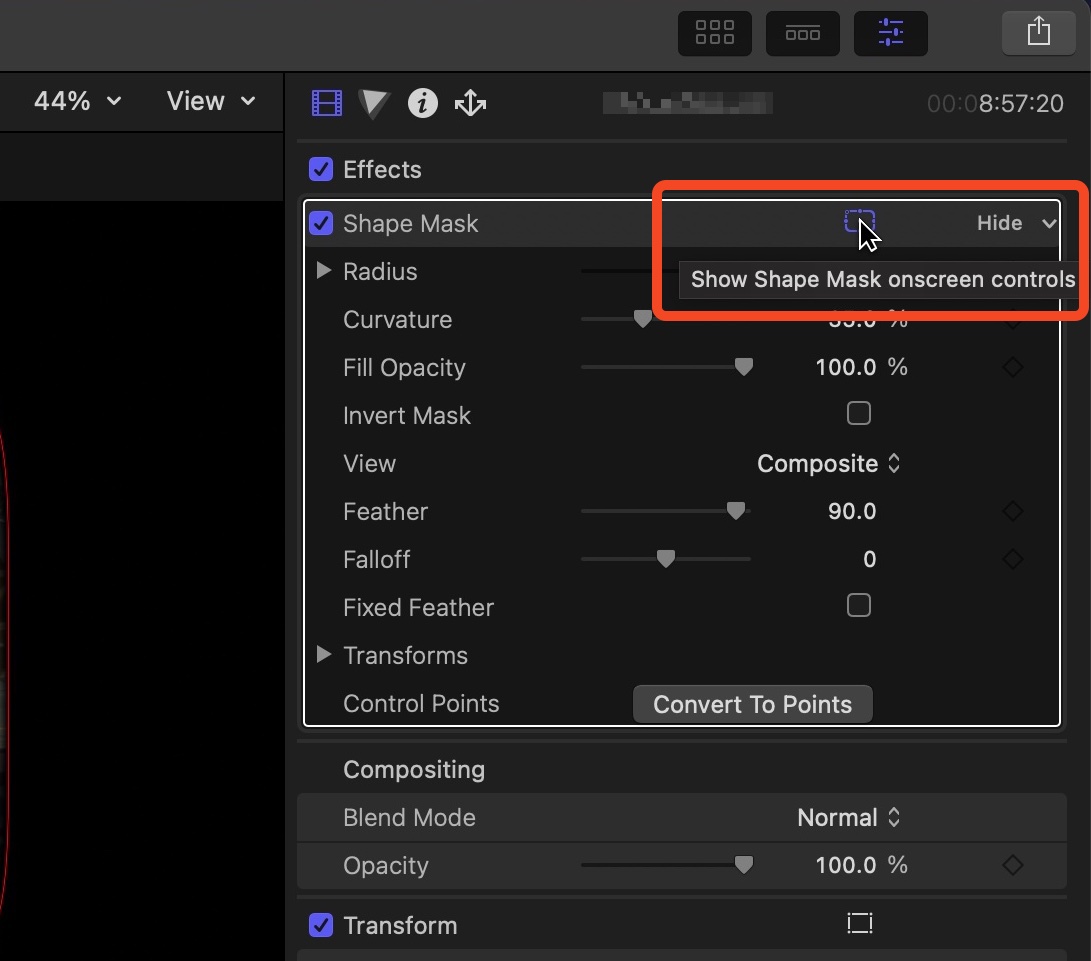 44% View 00:08:57:20
Effects
Shape Mask Hide
Radius Show Shape Mask onscreen controls
Curvature %
Fill Opacity 100.0 %
Invert Mask
View Composite
Feather 90.0
Falloff 0
Fixed Feather
Transforms
Control Points Convert To Points
Compositing
Blend Mode Normal
Opacity 100.0 %
Transform